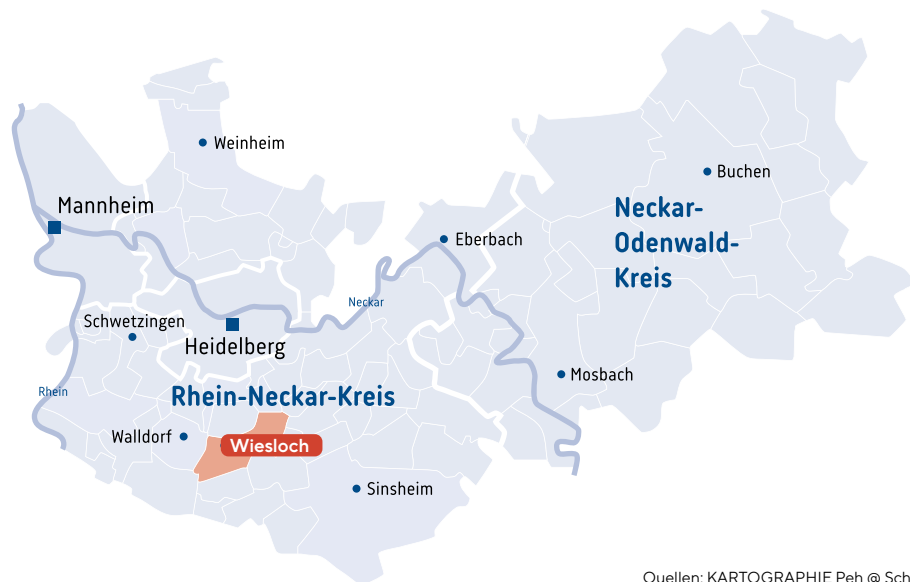 Weinheim
Buchen
Mannheim
Neckar-
Odenwald-
Kreis
Eberbach
Neckar
Schwetzingen
Heidelberg
Mosbach
Rhein
Rhein-Neckar-Kreis
Walldorf
Wiesloch
Sinsheim
Quellen: KARTOGRAPHIE Peh @ Sch